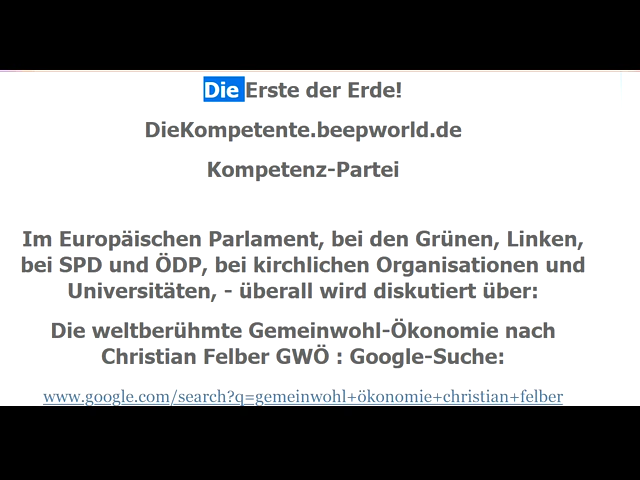 Die Erste der Erde!
DieKompetente.beepworld.de
Kompetenz-Partei
Im Europäischen Parlament, bei den Grünen, Linken,
bei SPD und ÖDP, bei kirchlichen Organisationen und
Universitäten, - überall wird diskutiert über:
Die weltberühmte Gemeinwohl-Ökonomie nach
Christian Felber GWÖ : Google-Suche:
www.google.com/search?q=gemeinwohl+ökonomie+christian+felber